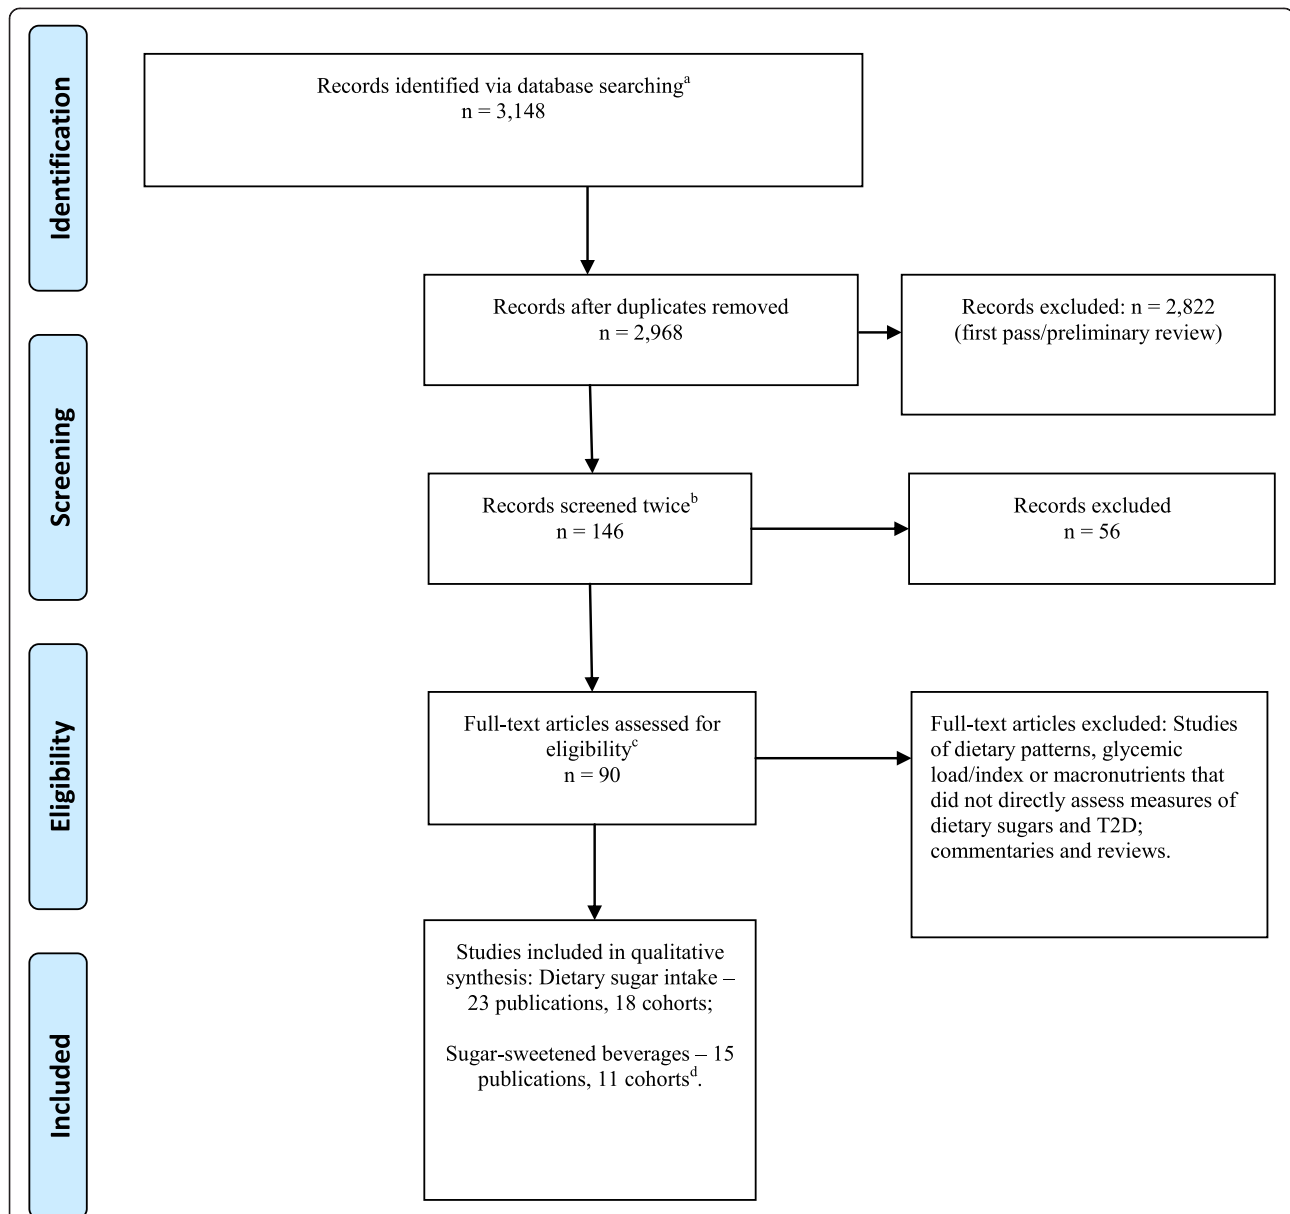 Identification
Records identified via database searchingᵃ
n = 3,148
Records after duplicates removed
n = 2,968
Records excluded: n = 2,822
(first pass/preliminary review)
Screening
Records screened twiceᵇ
n = 146
Records excluded
n = 56
Eligibility
Full-text articles assessed for
eligibilityᶜ
n = 90
Full-text articles excluded: Studies
of dietary patterns, glycemic
load/index or macronutrients that
did not directly assess measures of
dietary sugars and T2D;
commentaries and reviews.
Included
Studies included in qualitative
synthesis: Dietary sugar intake –
23 publications, 18 cohorts;
Sugar-sweetened beverages – 15
publications, 11 cohortsᵈ.